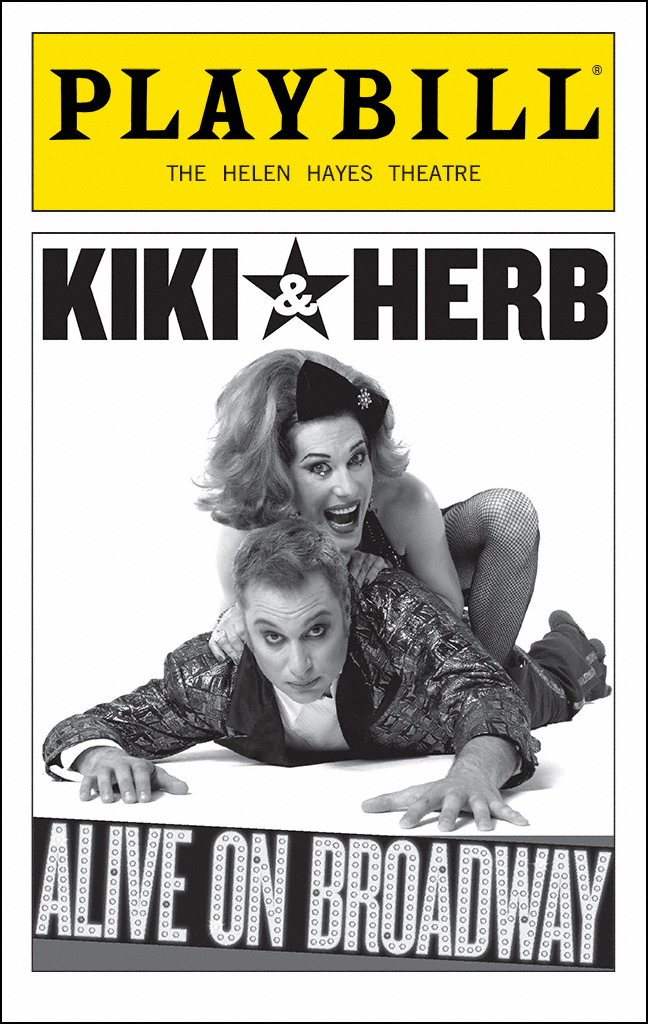 PLAYBILL®
THE HELEN HAYES THEATRE
KIKI & HERB
ALIVE ON BROADWAY